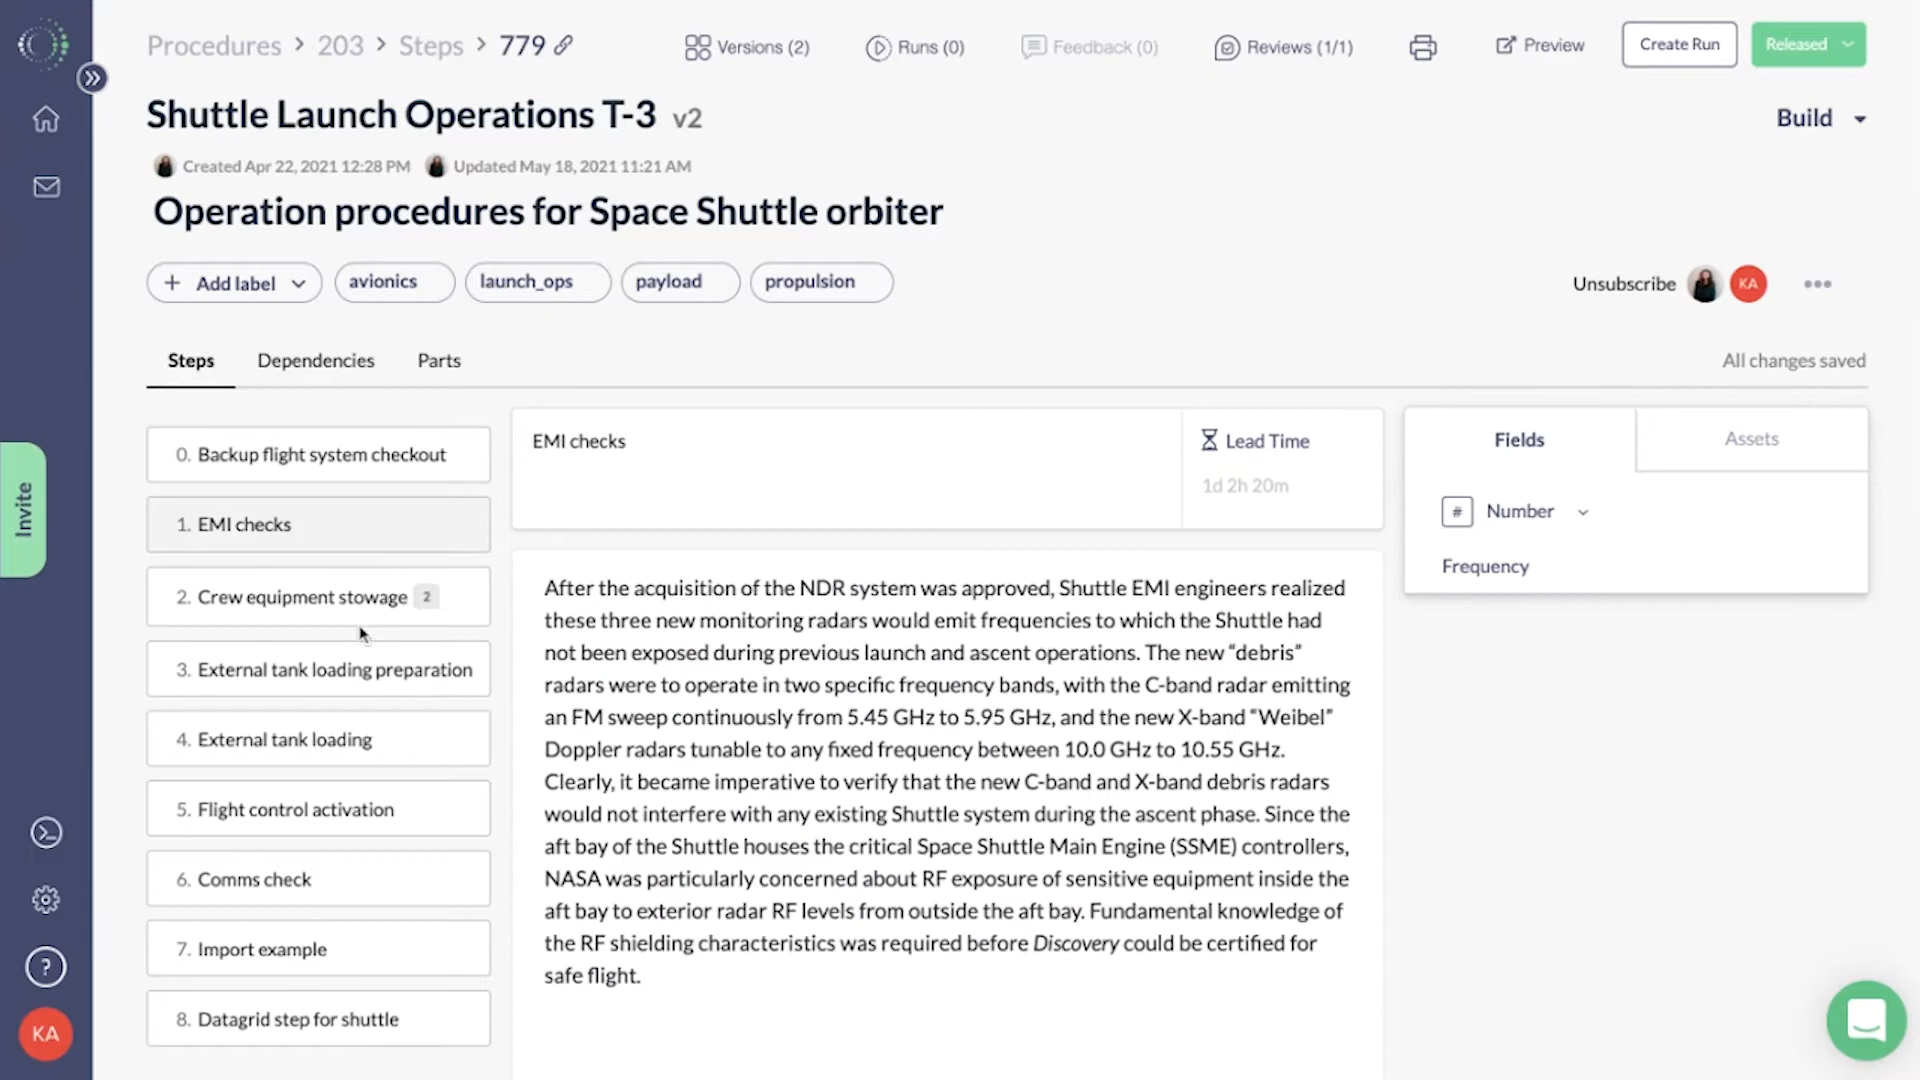 Procedures > 203 > Steps > 779
Versions (2)
Runs (0)
Feedback (0)
Reviews (1/1)
Preview
Create Run
Released
Shuttle Launch Operations T-3 v2
Build
Created Apr 22, 2021 12:28 PM
Updated May 18, 2021 11:21 AM
Operation procedures for Space Shuttle orbiter
+ Add label
avionics
launch_ops
payload
propulsion
Unsubscribe
KA
Steps
Dependencies
Parts
All changes saved
Invite
0. Backup flight system checkout
1. EMI checks
2. Crew equipment stowage 2
3. External tank loading preparation
4. External tank loading
5. Flight control activation
6. Comms check
7. Import example
8. Datagrid step for shuttle
EMI checks
Lead Time
1d 2h 20m
After the acquisition of the NDR system was approved, Shuttle EMI engineers realized
these three new monitoring radars would emit frequencies to which the Shuttle had
not been exposed during previous launch and ascent operations. The new “debris”
radars were to operate in two specific frequency bands, with the C-band radar emitting
an FM sweep continuously from 5.45 GHz to 5.95 GHz, and the new X-band “Weibel”
Doppler radars tunable to any fixed frequency between 10.0 GHz to 10.55 GHz.
Clearly, it became imperative to verify that the new C-band and X-band debris radars
would not interfere with any existing Shuttle system during the ascent phase. Since the
aft bay of the Shuttle houses the critical Space Shuttle Main Engine (SSME) controllers,
NASA was particularly concerned about RF exposure of sensitive equipment inside the
aft bay to exterior radar RF levels from outside the aft bay. Fundamental knowledge of
the RF shielding characteristics was required before Discovery could be certified for
safe flight.
Fields
Assets
# Number
Frequency
?
KA